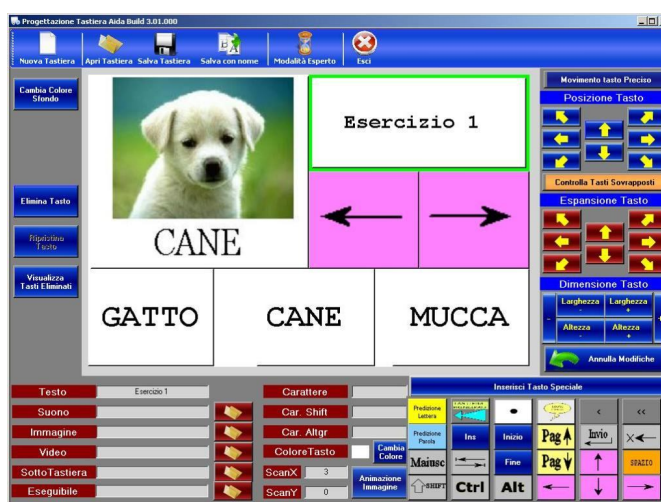 Progettazione Tastiera Aida Build 3.01.000
Nuova Tastiera
Apri Tastiera
Salva Tastiera
Salva con nome
Modalità Esperto
Esci
Cambia Colore
Sfondo
Elimina Tasto
Ripristino
Tasto
Visualizza
Tasti Eliminati
CANE
Esercizio 1
GATTO
CANE
MUCCA
Movimento tasto Preciso
Posizione Tasto
Controlla Tasti Sovrapposti
Espansione Tasto
Dimensione Tasto
Larghezza
-
Larghezza
+
Altezza
-
Altezza
+
Annulla Modifiche
Testo
Esercizio 1
Suono
Immagine
Video
SottoTastiera
Eseguibile
Carattere
Car. Shift
Car. Altgr
ColoreTasto
Cambia
Colore
ScanX
3
ScanY
0
Animazione
Immagine
Inserisci Tasto Speciale
Predizione
Lettera
<
<<
Predizione
Parola
Ins
Inizio
Pag
Invio
Maiusc
Fine
Pag
SPAZIO
SHIFT
Ctrl
Alt